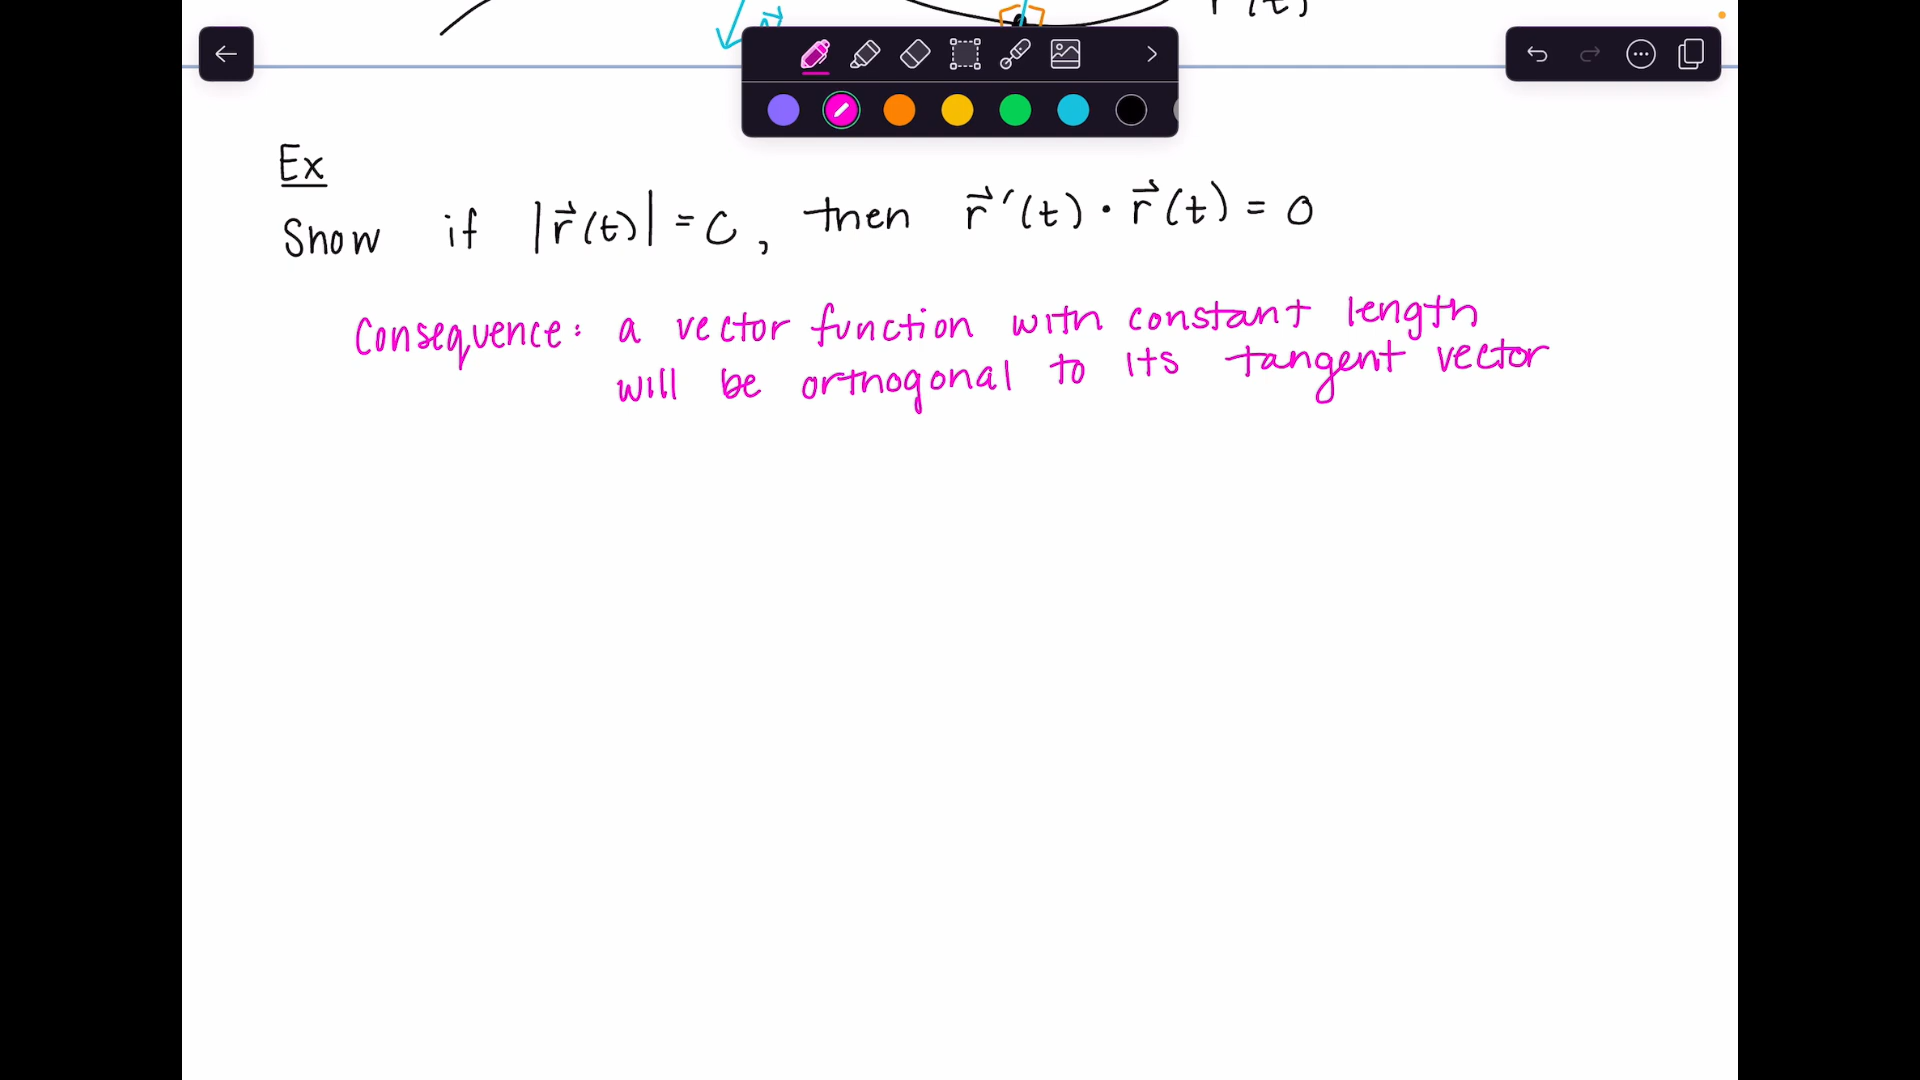 r⃗(t)
n⃗
Ex
Show if |r⃗(t)| = C, then r⃗′(t) · r⃗(t) = 0
Consequence: a vector function with constant length
will be orthogonal to its tangent vector